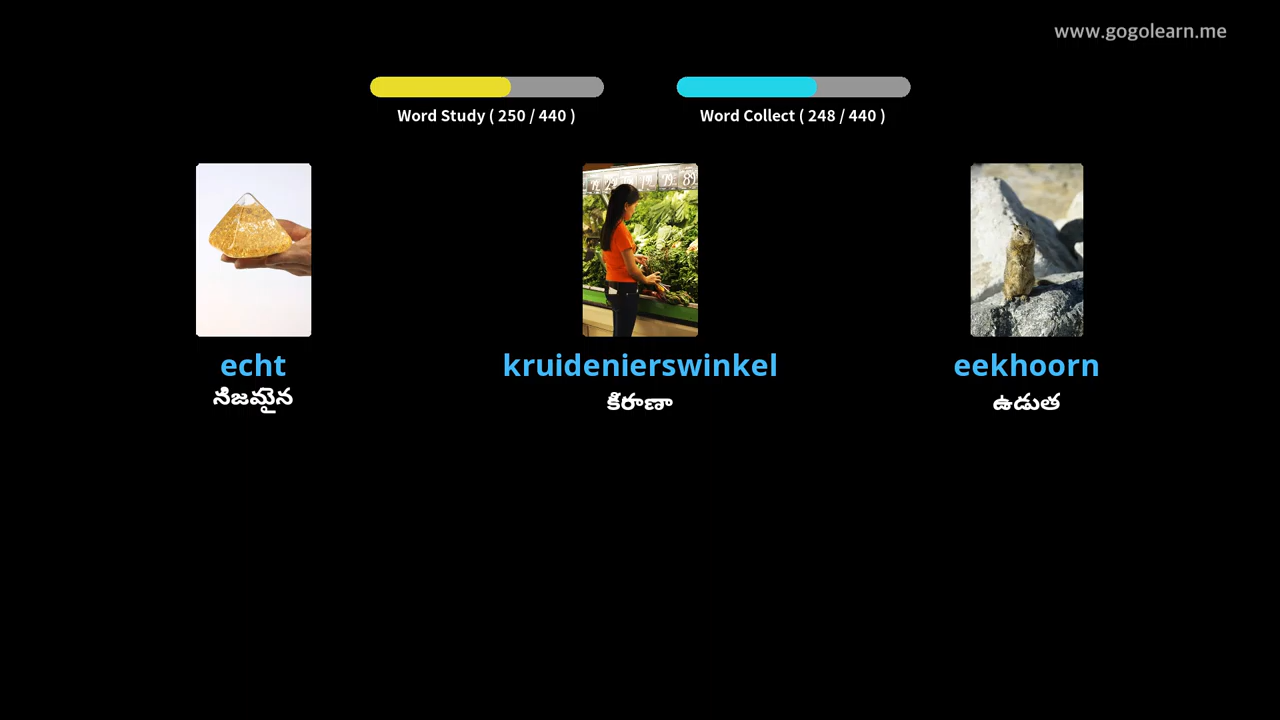 www.gogolearn.me
Word Study ( 250 / 440 )
Word Collect ( 248 / 440 )
echt
నిజమైన
kruidenierswinkel
కిరాణా
eekhoorn
ఉడుత